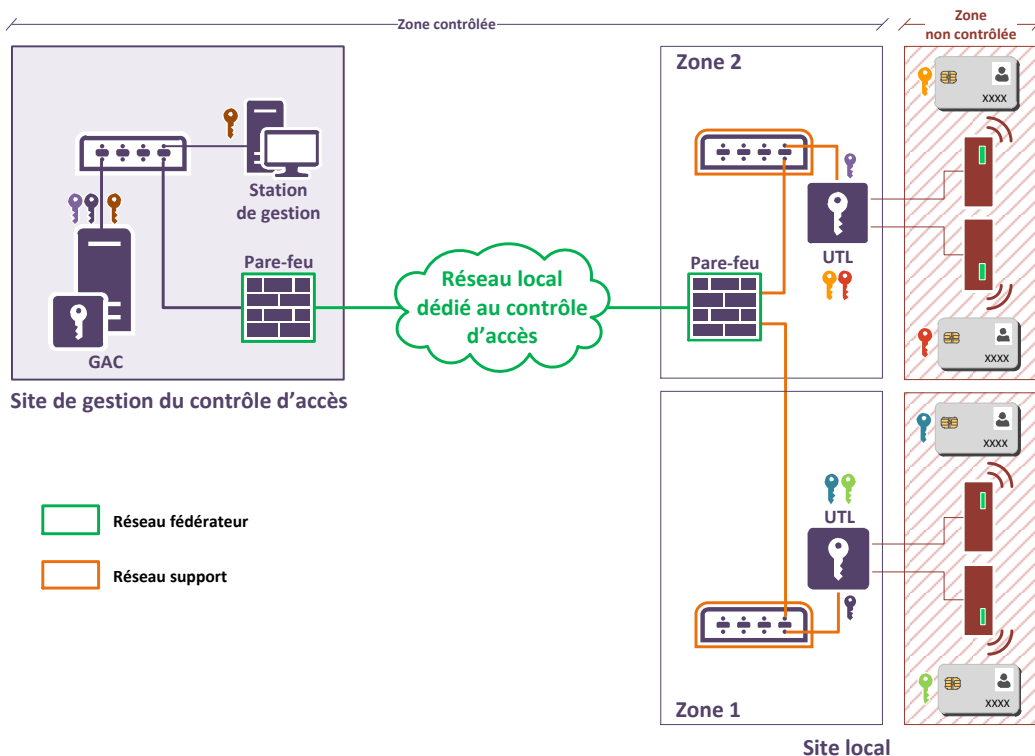 Zone contrôlée
Zone
non contrôlée
Zone 2
XXXX
Station
de gestion
UTL
Pare-feu
Pare-feu
Réseau local
dédié au contrôle
d'accès
GAC
XXXX
Site de gestion du contrôle d'accès
XXXX
UTL
Réseau fédérateur
Réseau support
XXXX
Zone 1
Site local